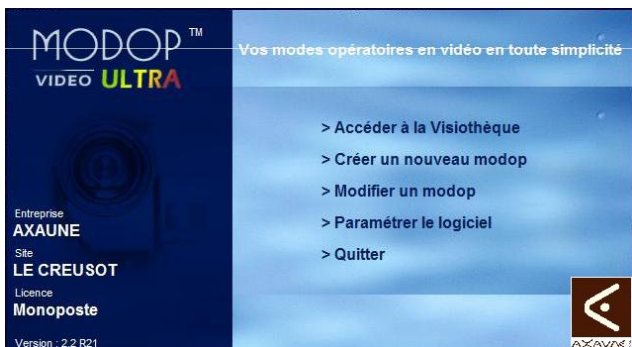 MODOP™
VIDEO ULTRA
Vos modes opératoires en vidéo en toute simplicité
> Accéder à la Visiothèque
> Créer un nouveau modop
> Modifier un modop
> Paramétrer le logiciel
> Quitter
Entreprise
AXAUNE
Site
LE CREUSOT
Licence
Monoposte
Version : 2.2 R21
AXAUNE